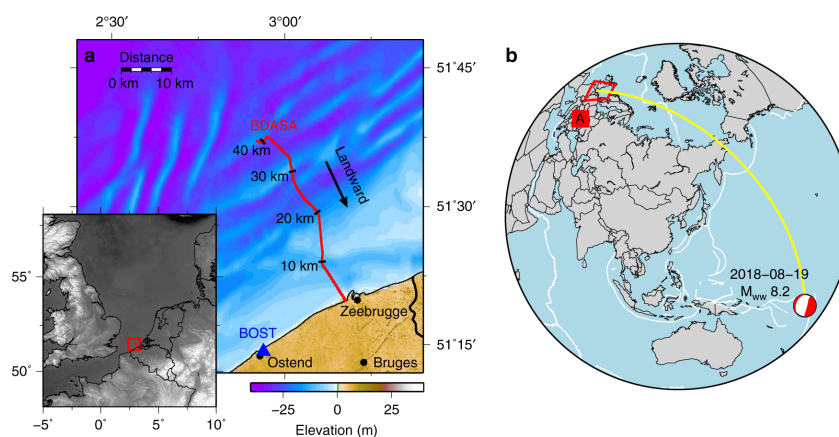 2°30'
3°00'
a
Distance
0 km 10 km
51°45'
BDASA
40 km
30 km
Landward
20 km
51°30'
10 km
Zeebrugge
BOST
Ostend
Bruges
51°15'
55°
50°
−5° 0° 5° 10°
−25 0 25
Elevation (m)
b
A
2018−08−19
Mww 8.2